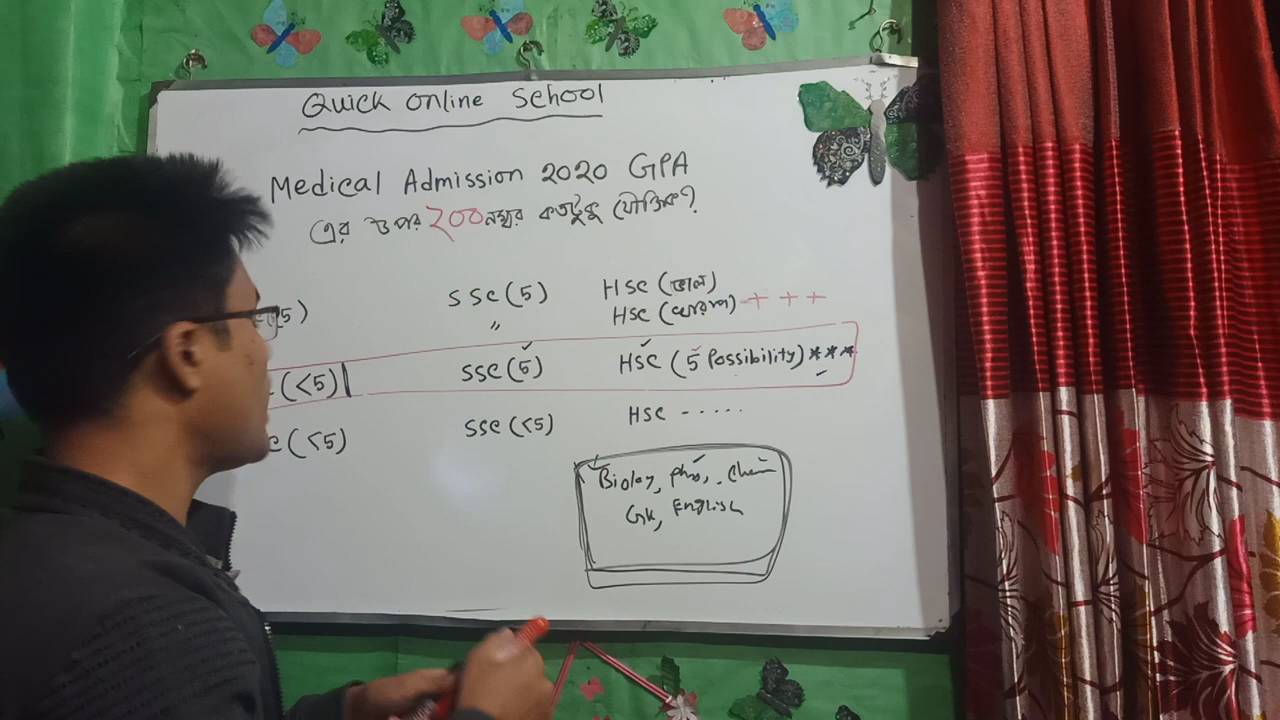 Quick Online School
Medical Admission 2020 GPA
এর উপর ২০০ নম্বর কতটুকু যৌক্তিক?
5) SSC (5) HSC (ভাল)
〃 HSC (খারাপ) + + +
(<5) SSC (5) HSC (5 Possibility) ***
c (<5) SSC (<5) HSC - .....
Biology, Phy, Chem
GK, English